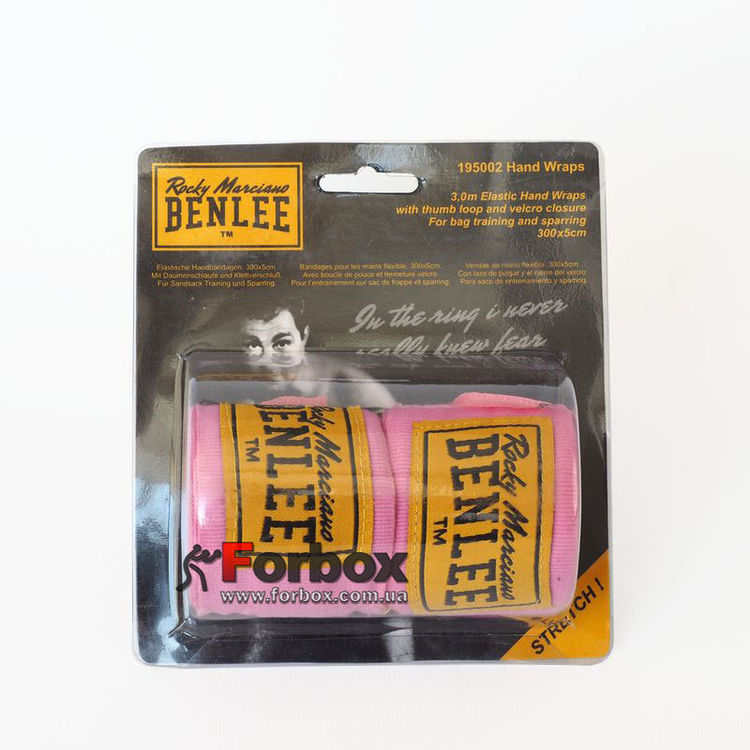 Rocky Marciano
BENLEE
TM
195002 Hand Wraps
3,0m Elastic Hand Wraps
with thumb loop and velcro closure
For bag training and sparring
300x5cm
Elastische Handbandagen, 300x5cm.
Mit Daumenschlaufe und Klettverschluß.
Für Sandsack Training und Sparring.
Bandages pour les mains flexible, 300x5cm.
Avec boucle de pouce et fermeture velcro.
Pour l'entrainement sur sac de frappe et sparring
Vendas de mano flexible, 300x5cm
Con lazo de pulgar y el cierre del velcro
Para saco de entrenamiento y sparring
In the ring i never
really knew fear
Rocky Marciano
BENLEE
TM
Rocky Marciano
BENLEE
TM
Forbox
www.forbox.com.ua
STRETCH !